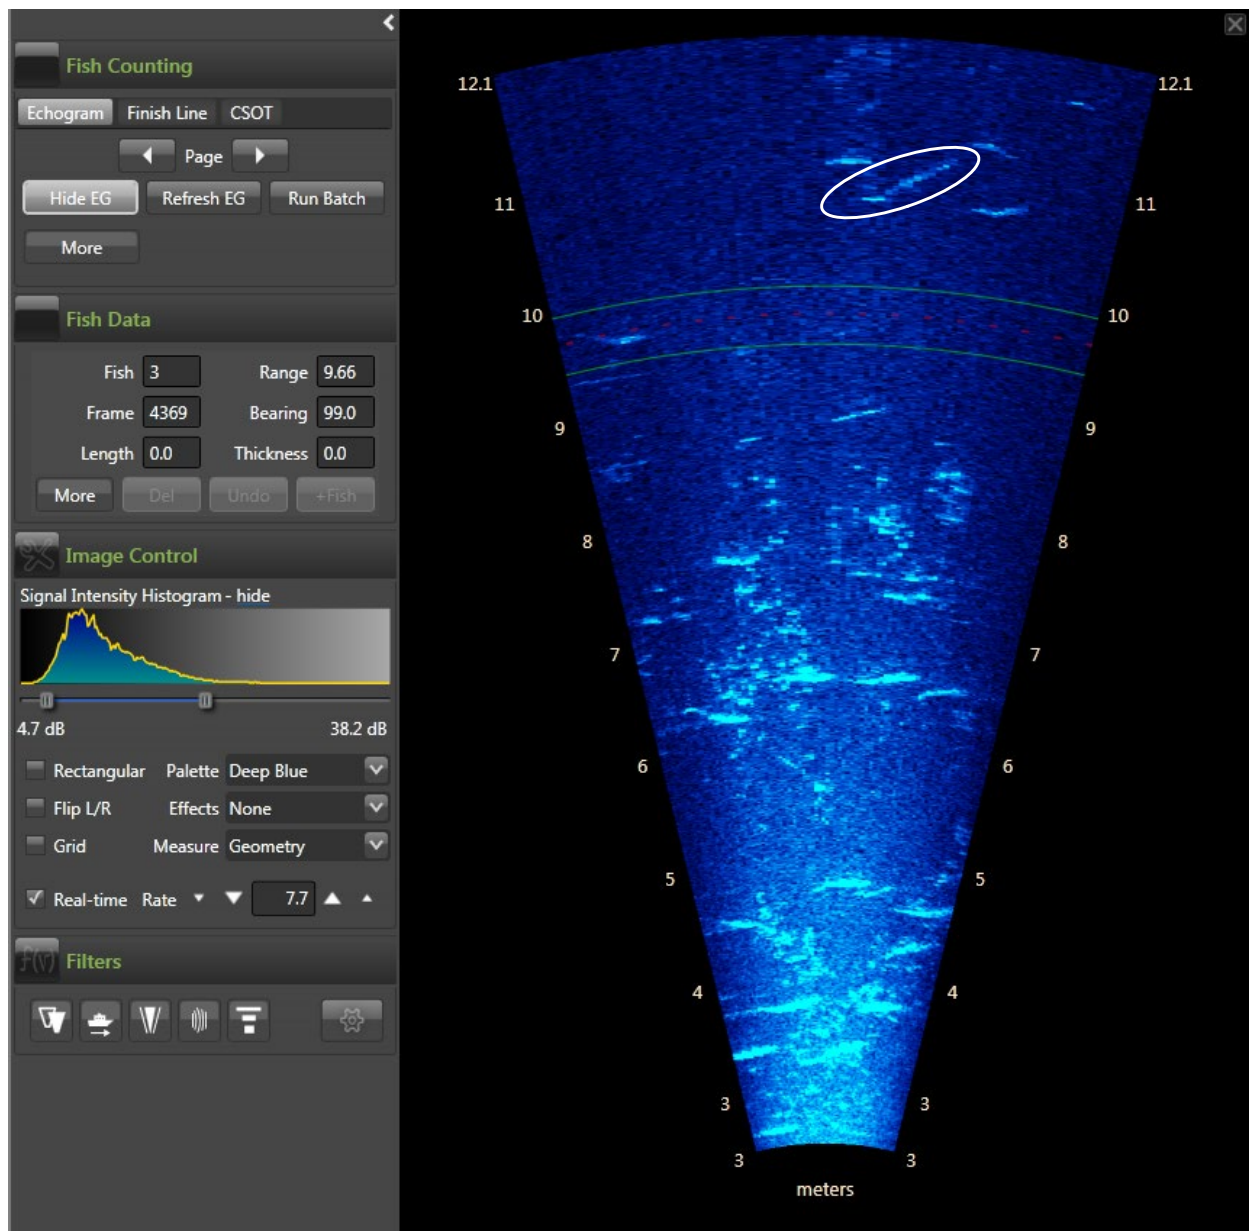 Fish Counting
Echogram Finish Line CSOT
Page
Hide EG Refresh EG Run Batch
More
Fish Data
Fish 3 Range 9.66
Frame 4369 Bearing 99.0
Length 0.0 Thickness 0.0
More Del Undo +Fish
Image Control
Signal Intensity Histogram - hide
4.7 dB 38.2 dB
Rectangular Palette Deep Blue
Flip L/R Effects None
Grid Measure Geometry
Real-time Rate 7.7
f(V) Filters
12.1 12.1
11 11
10 10
9 9
8 8
7 7
6 6
5 5
4 4
3 3
3 3
meters